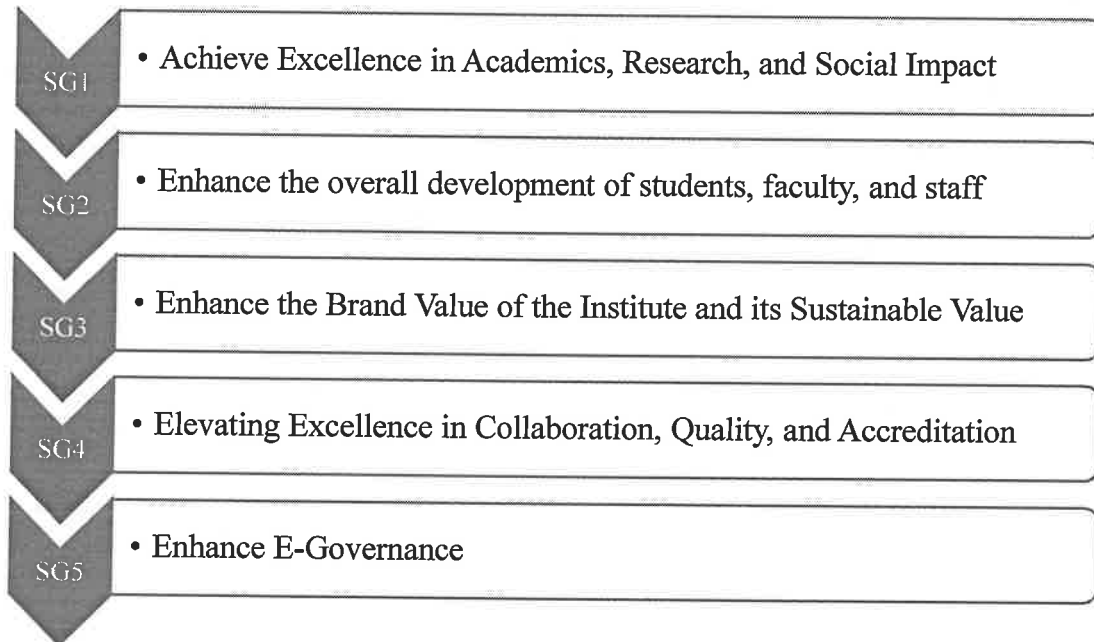 SG1
• Achieve Excellence in Academics, Research, and Social Impact
SG2
• Enhance the overall development of students, faculty, and staff
SG3
• Enhance the Brand Value of the Institute and its Sustainable Value
SG4
• Elevating Excellence in Collaboration, Quality, and Accreditation
SG5
• Enhance E-Governance